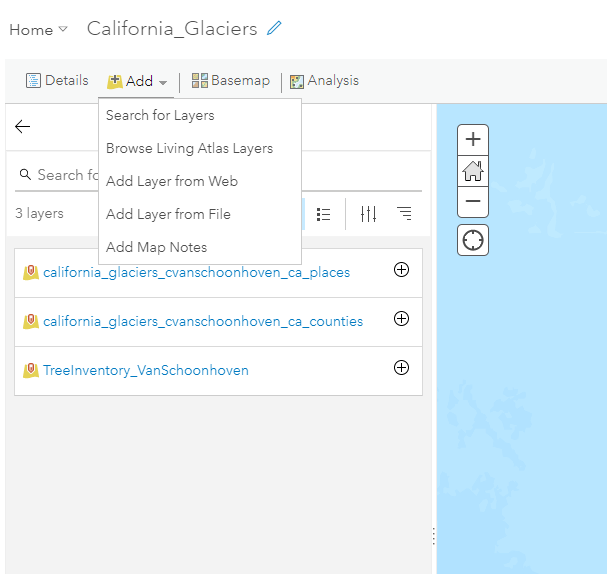 Home California_Glaciers
Details Add Basemap Analysis
Search for Layers
Browse Living Atlas Layers
Add Layer from Web
Add Layer from File
Add Map Notes
Search fo
3 layers
california_glaciers_cvanschoonhoven_ca_places
california_glaciers_cvanschoonhoven_ca_counties
TreeInventory_VanSchoonhoven